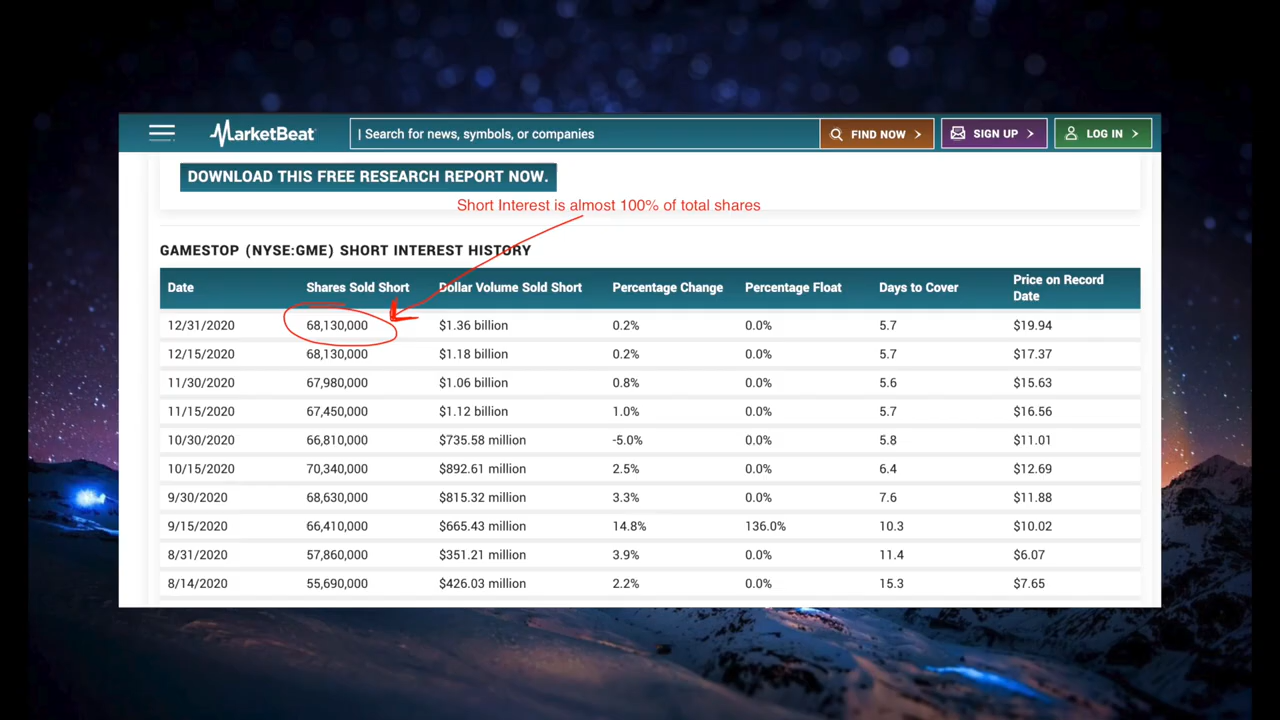 MarketBeat
| Search for news, symbols, or companies
FIND NOW >
SIGN UP >
LOG IN >
DOWNLOAD THIS FREE RESEARCH REPORT NOW.
Short Interest is almost 100% of total shares
GAMESTOP (NYSE:GME) SHORT INTEREST HISTORY
Date Shares Sold Short Dollar Volume Sold Short Percentage Change Percentage Float Days to Cover Price on Record Date
12/31/2020 68,130,000 $1.36 billion 0.2% 0.0% 5.7 $19.94
12/15/2020 68,130,000 $1.18 billion 0.2% 0.0% 5.7 $17.37
11/30/2020 67,980,000 $1.06 billion 0.8% 0.0% 5.6 $15.63
11/15/2020 67,450,000 $1.12 billion 1.0% 0.0% 5.7 $16.56
10/30/2020 66,810,000 $735.58 million -5.0% 0.0% 5.8 $11.01
10/15/2020 70,340,000 $892.61 million 2.5% 0.0% 6.4 $12.69
9/30/2020 68,630,000 $815.32 million 3.3% 0.0% 7.6 $11.88
9/15/2020 66,410,000 $665.43 million 14.8% 136.0% 10.3 $10.02
8/31/2020 57,860,000 $351.21 million 3.9% 0.0% 11.4 $6.07
8/14/2020 55,690,000 $426.03 million 2.2% 0.0% 15.3 $7.65